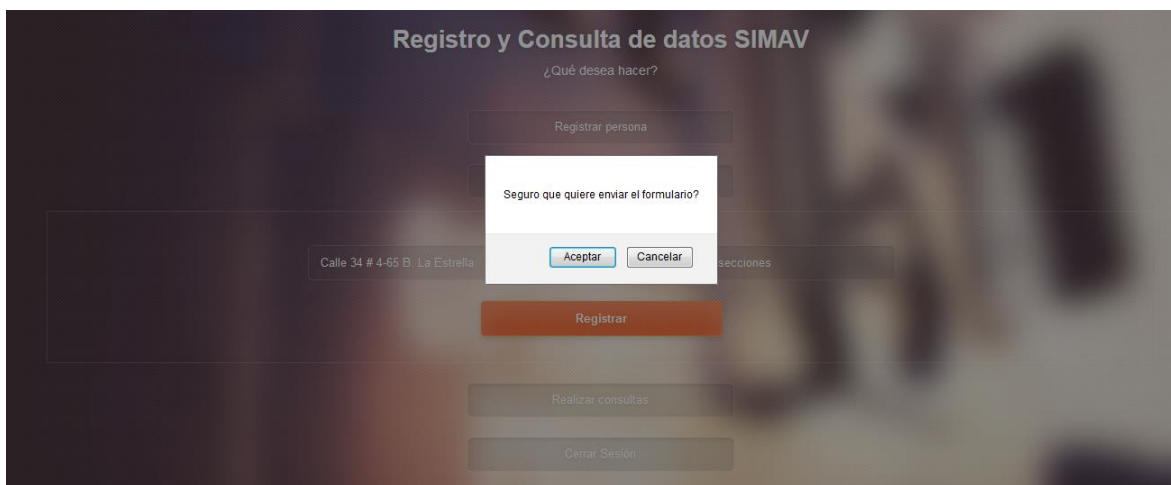 Registro y Consulta de datos SIMAV
¿Qué desea hacer?
Registrar persona
Seguro que quiere enviar el formulario?
Aceptar Cancelar
Calle 34 # 4-65 B. La Estrella secciones
Registrar
Realizar consultas
Cerrar Sesión